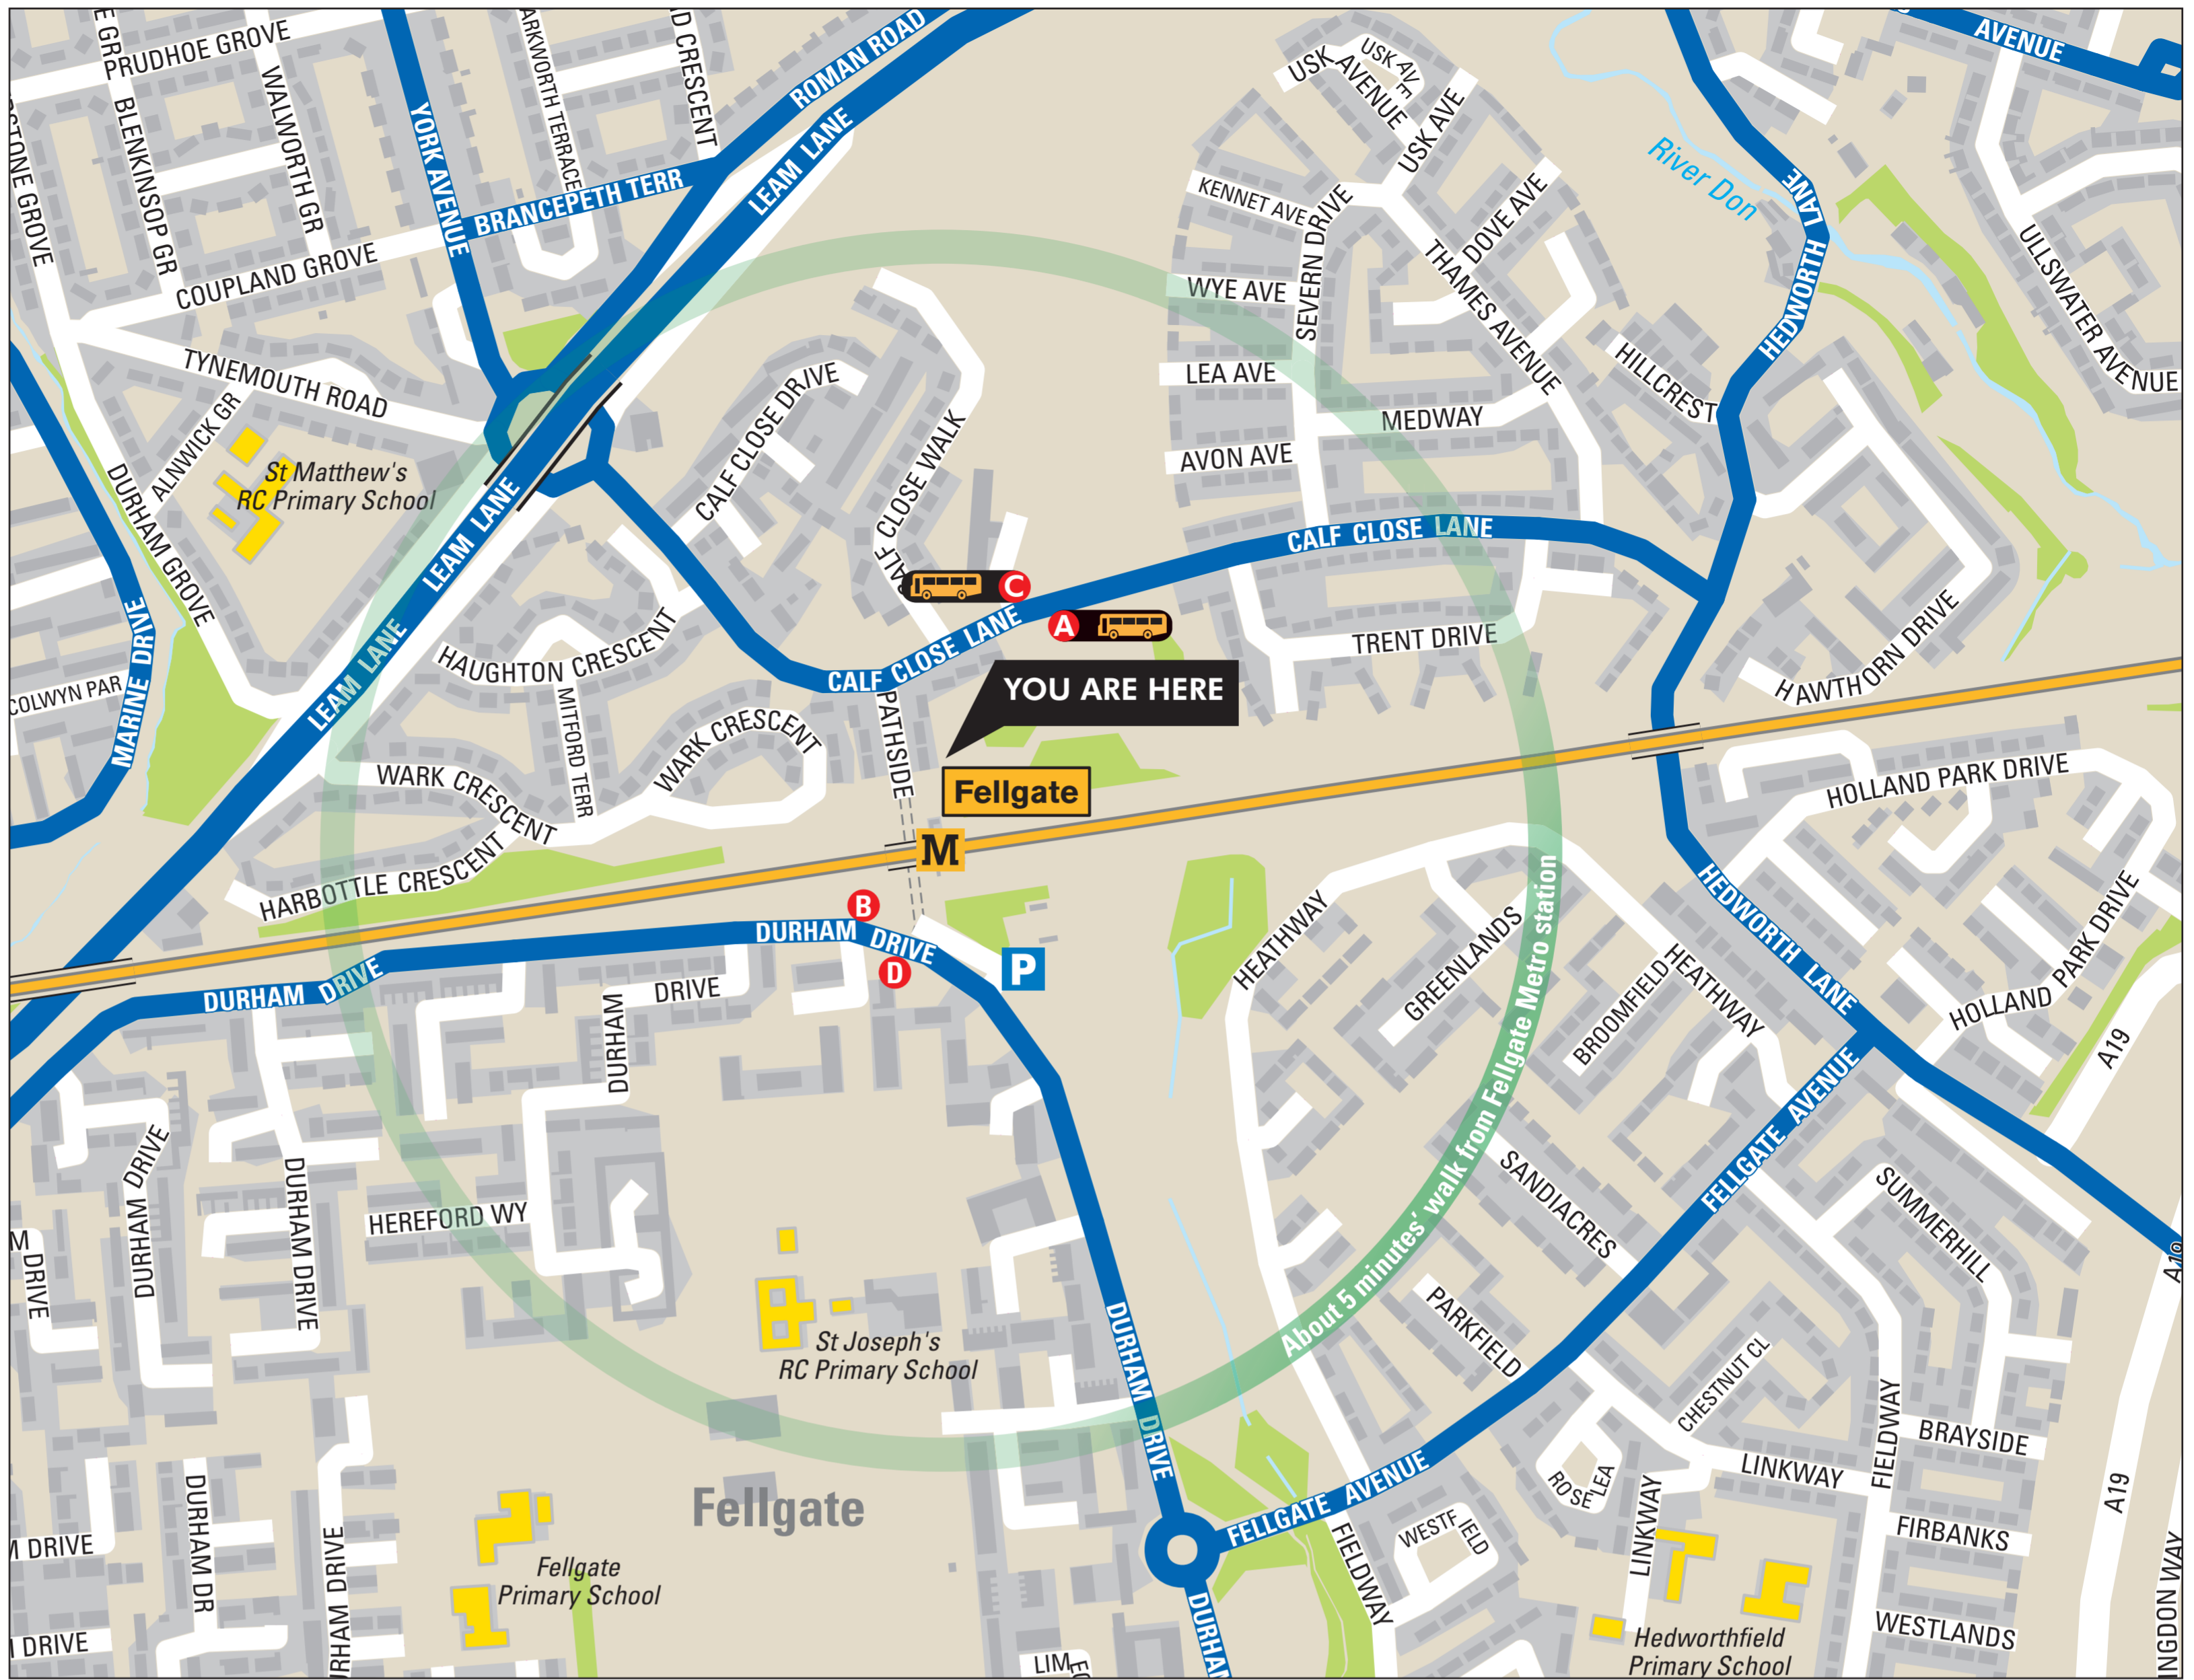 PRUDHOE GROVE
WALWORTH GR
BLENKINSOP GR
COUPLAND GROVE
YORK AVENUE
BRANCEPETH TERR
ROMAN ROAD
LEAM LANE
USK AVENUE
USK AVE
USK AVE
KENNET AVE
SEVERN DRIVE
DOVE AVE
THAMES AVENUE
WYE AVE
LEA AVE
MEDWAY
AVON AVE
HILLCREST
River Don
HEDWORTH LANE
HEDWORTH LANE
AVENUE
ULLSWATER AVENUE
TYNEMOUTH ROAD
ALNWICK GR
St Matthew's
RC Primary School
DURHAM GROVE
LEAM LANE
LEAM LANE
LEAM LANE
CALF CLOSE DRIVE
CALF CLOSE WALK
CALF CLOSE LANE
CALF CLOSE LANE
C
A
TRENT DRIVE
HAWTHORN DRIVE
MARINE DRIVE
COLWYN PAR
HAUGHTON CRESCENT
MITFORD TERR
WARK CRESCENT
WARK CRESCENT
PATHSIDE
HARBOTTLE CRESCENT
YOU ARE HERE
Fellgate
M
B
D
P
DURHAM DRIVE
DURHAM DRIVE
DURHAM DRIVE
HEATHWAY
GREENLANDS
BROOMFIELD
HEATHWAY
HOLLAND PARK DRIVE
HOLLAND PARK DRIVE
HEDWORTH LANE
A19
A19
A19
FELLGATE AVENUE
About 5 minutes' walk from Fellgate Metro station
SANDIACRES
SUMMERHILL
PARKFIELD
CHESTNUT CL
DURHAM DRIVE
DURHAM DRIVE
HEREFORD WY
St Joseph's
RC Primary School
DURHAM DRIVE
ROSELEA
LINKWAY
LINKWAY
FIELDWAY
BRAYSIDE
FIRBANKS
WESTLANDS
FELLGATE AVENUE
WESTFIELD
FIELDWAY
Fellgate
Fellgate
Primary School
DURHAM DR
Hedworthfield
Primary School